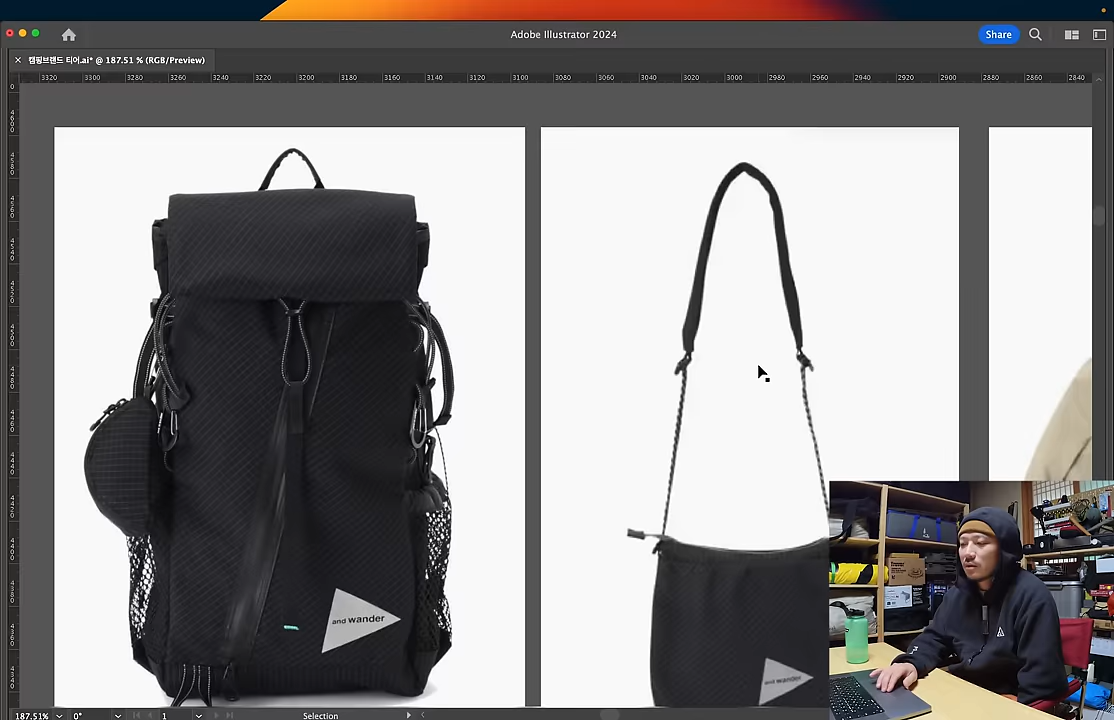 Adobe Illustrator 2024
Share
× 캠핑브랜드 티어.ai* @ 187.51 % (RGB/Preview)
3320 3300 3280 3260 3240 3220 3200 3180 3160 3140 3120 3100 3080 3060 3040 3020 3000 2980 2960 2940 2920 2900 2880 2860 2840
and wander
and wander
187.51% 0° 1 Selection